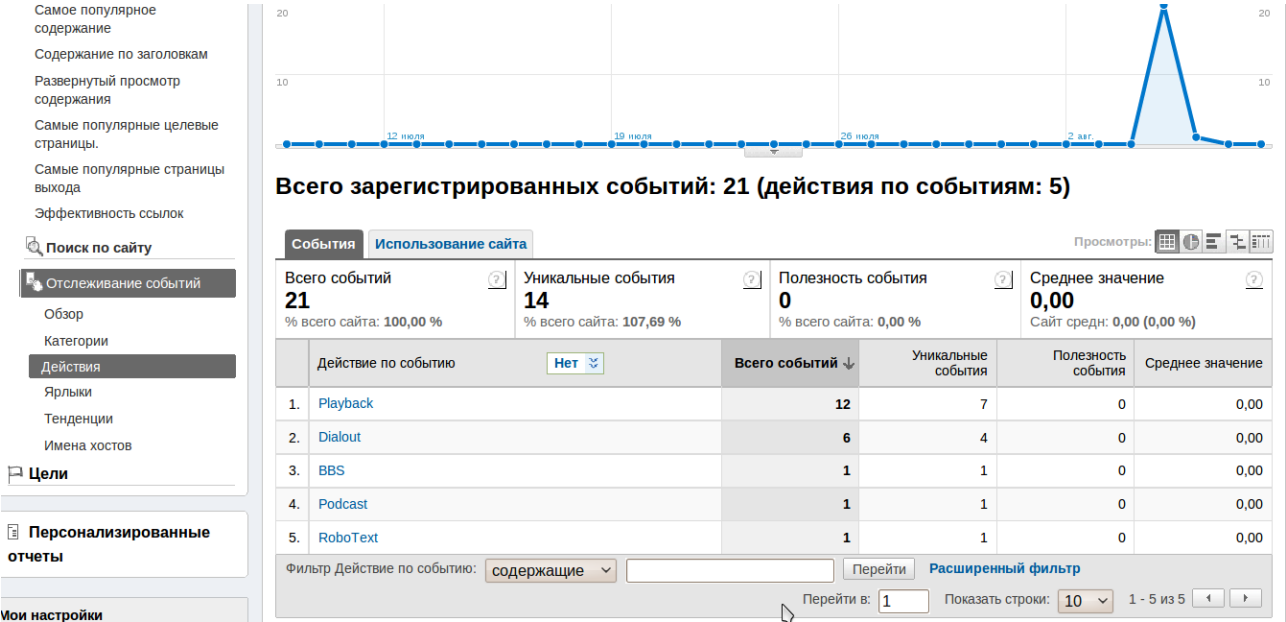 Самое популярное
содержание
Содержание по заголовкам
Развернутый просмотр
содержания
Самые популярные целевые
страницы.
Самые популярные страницы
выхода
Эффективность ссылок
Поиск по сайту
Отслеживание событий
Обзор
Категории
Действия
Ярлыки
Тенденции
Имена хостов
Цели
Персонализированные
отчеты
Мои настройки
20 20
10 10
12 июля 19 июля 26 июля 2 авг.
Всего зарегистрированных событий: 21 (действия по событиям: 5)
События Использование сайта Просмотры:
Всего событий ? Уникальные события ? Полезность события ? Среднее значение ?
21 14 0 0,00
% всего сайта: 100,00 % % всего сайта: 107,69 % % всего сайта: 0,00 % Сайт средн: 0,00 (0,00 %)
Действие по событию Нет Всего событий Уникальные события Полезность события Среднее значение
1. Playback 12 7 0 0,00
2. Dialout 6 4 0 0,00
3. BBS 1 1 0 0,00
4. Podcast 1 1 0 0,00
5. RoboText 1 1 0 0,00
Фильтр Действие по событию: содержащие Перейти Расширенный фильтр
Перейти в: 1 Показать строки: 10 1 - 5 из 5